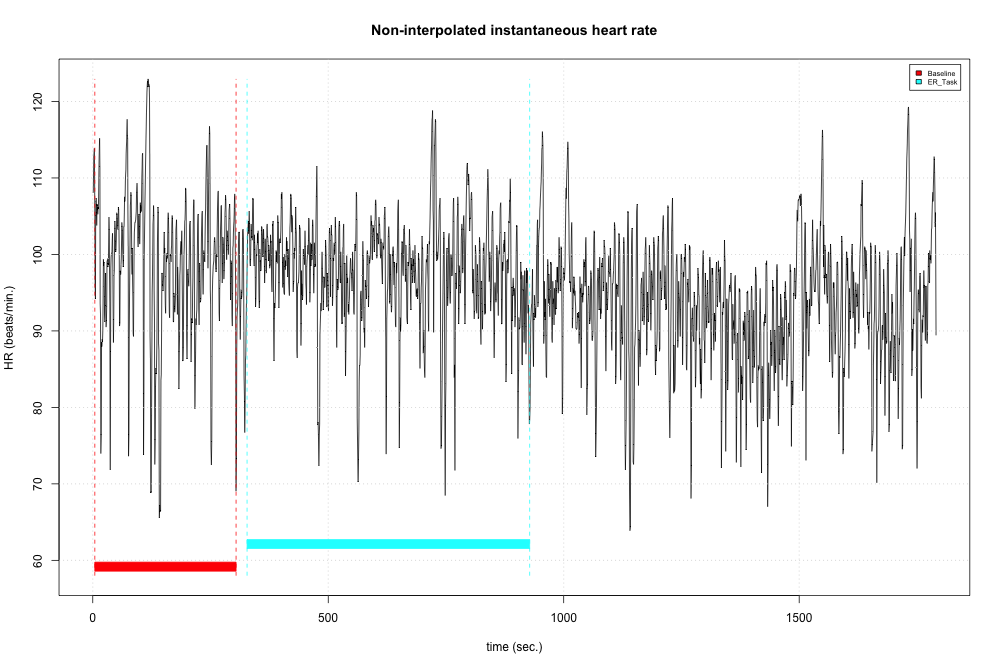 Non-interpolated instantaneous heart rate
Baseline
ER_Task
HR (beats/min.)
120
110
100
90
80
70
60
0 500 1000 1500
time (sec.)